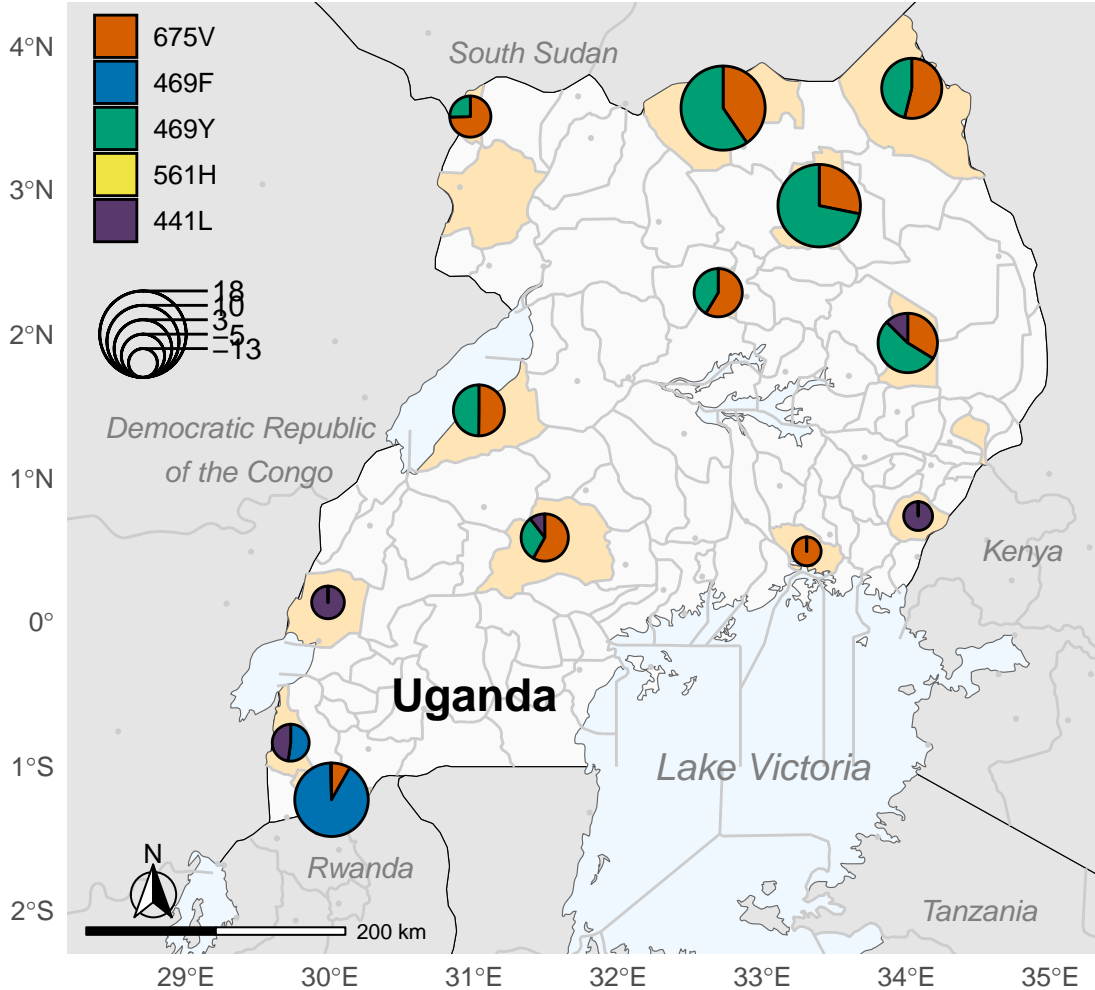 4°N
3°N
2°N
1°N
0°
1°S
2°S
675V
469F
469Y
561H
441L
18
10
3
−5
−13
South Sudan
Democratic Republic
of the Congo
Kenya
Uganda
Lake Victoria
Rwanda
Tanzania
N
200 km
29°E
30°E
31°E
32°E
33°E
34°E
35°E